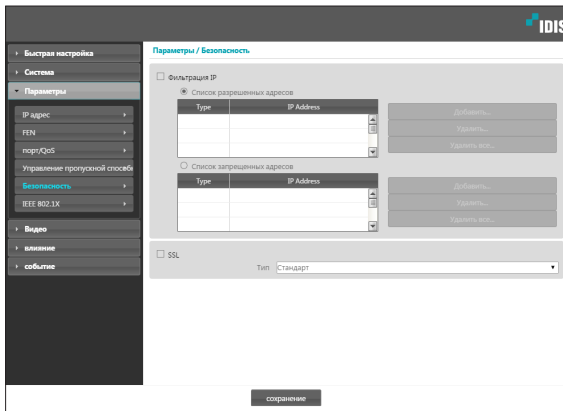 IDIS
Быстрая настройка
Система
Параметры
IP адрес
FEN
порт/QoS
Управление пропускной способн
Безопасность
IEEE 802.1X
Видео
влияние
событие
Параметры / Безопасность
Фильтрация IP
Список разрешенных адресов
Type IP Address
Добавить...
Удалить...
Удалить все...
Список запрещенных адресов
Type IP Address
Добавить...
Удалить...
Удалить все...
SSL
Тип Стандарт
сохранение